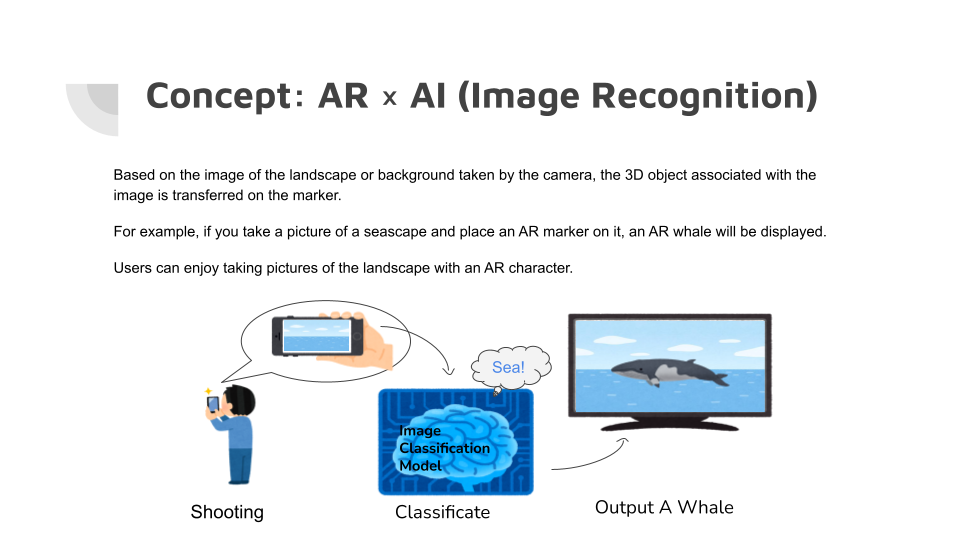 Concept: AR × AI (Image Recognition)
Based on the image of the landscape or background taken by the camera, the 3D object associated with the
image is transferred on the marker.
For example, if you take a picture of a seascape and place an AR marker on it, an AR whale will be displayed.
Users can enjoy taking pictures of the landscape with an AR character.
Sea!
Image
Classification
Model
Shooting
Classificate
Output A Whale